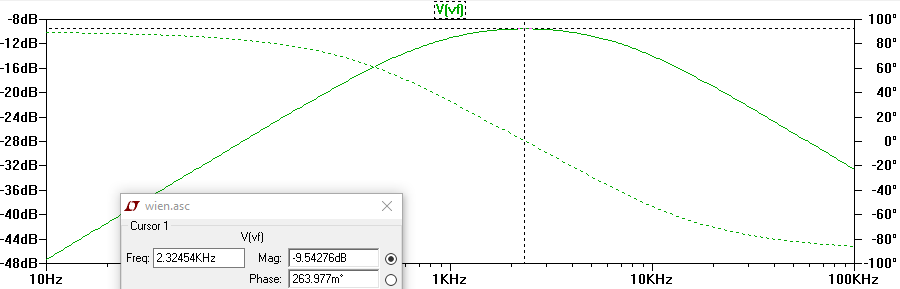 V(vf)
-8dB 100°
-12dB 80°
-16dB 60°
-20dB 40°
-24dB 20°
-28dB 0°
-32dB -20°
-36dB -40°
-40dB -60°
-44dB -80°
-48dB -100°
10Hz 1KHz 10KHz 100KHz
wien.asc
Cursor 1
V(vf)
Freq: 2.32454KHz Mag: -9.54276dB
Phase: 263.977m°